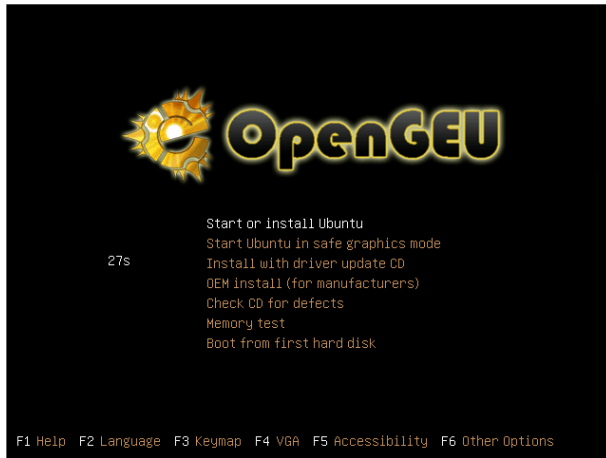 e OpenGEU
Start or install Ubuntu
Start Ubuntu in safe graphics mode
27s
Install with driver update CD
OEM install (for manufacturers)
Check CD for defects
Memory test
Boot from first hard disk
F1 Help F2 Language F3 Keymap F4 VGA F5 Accessibility F6 Other Options